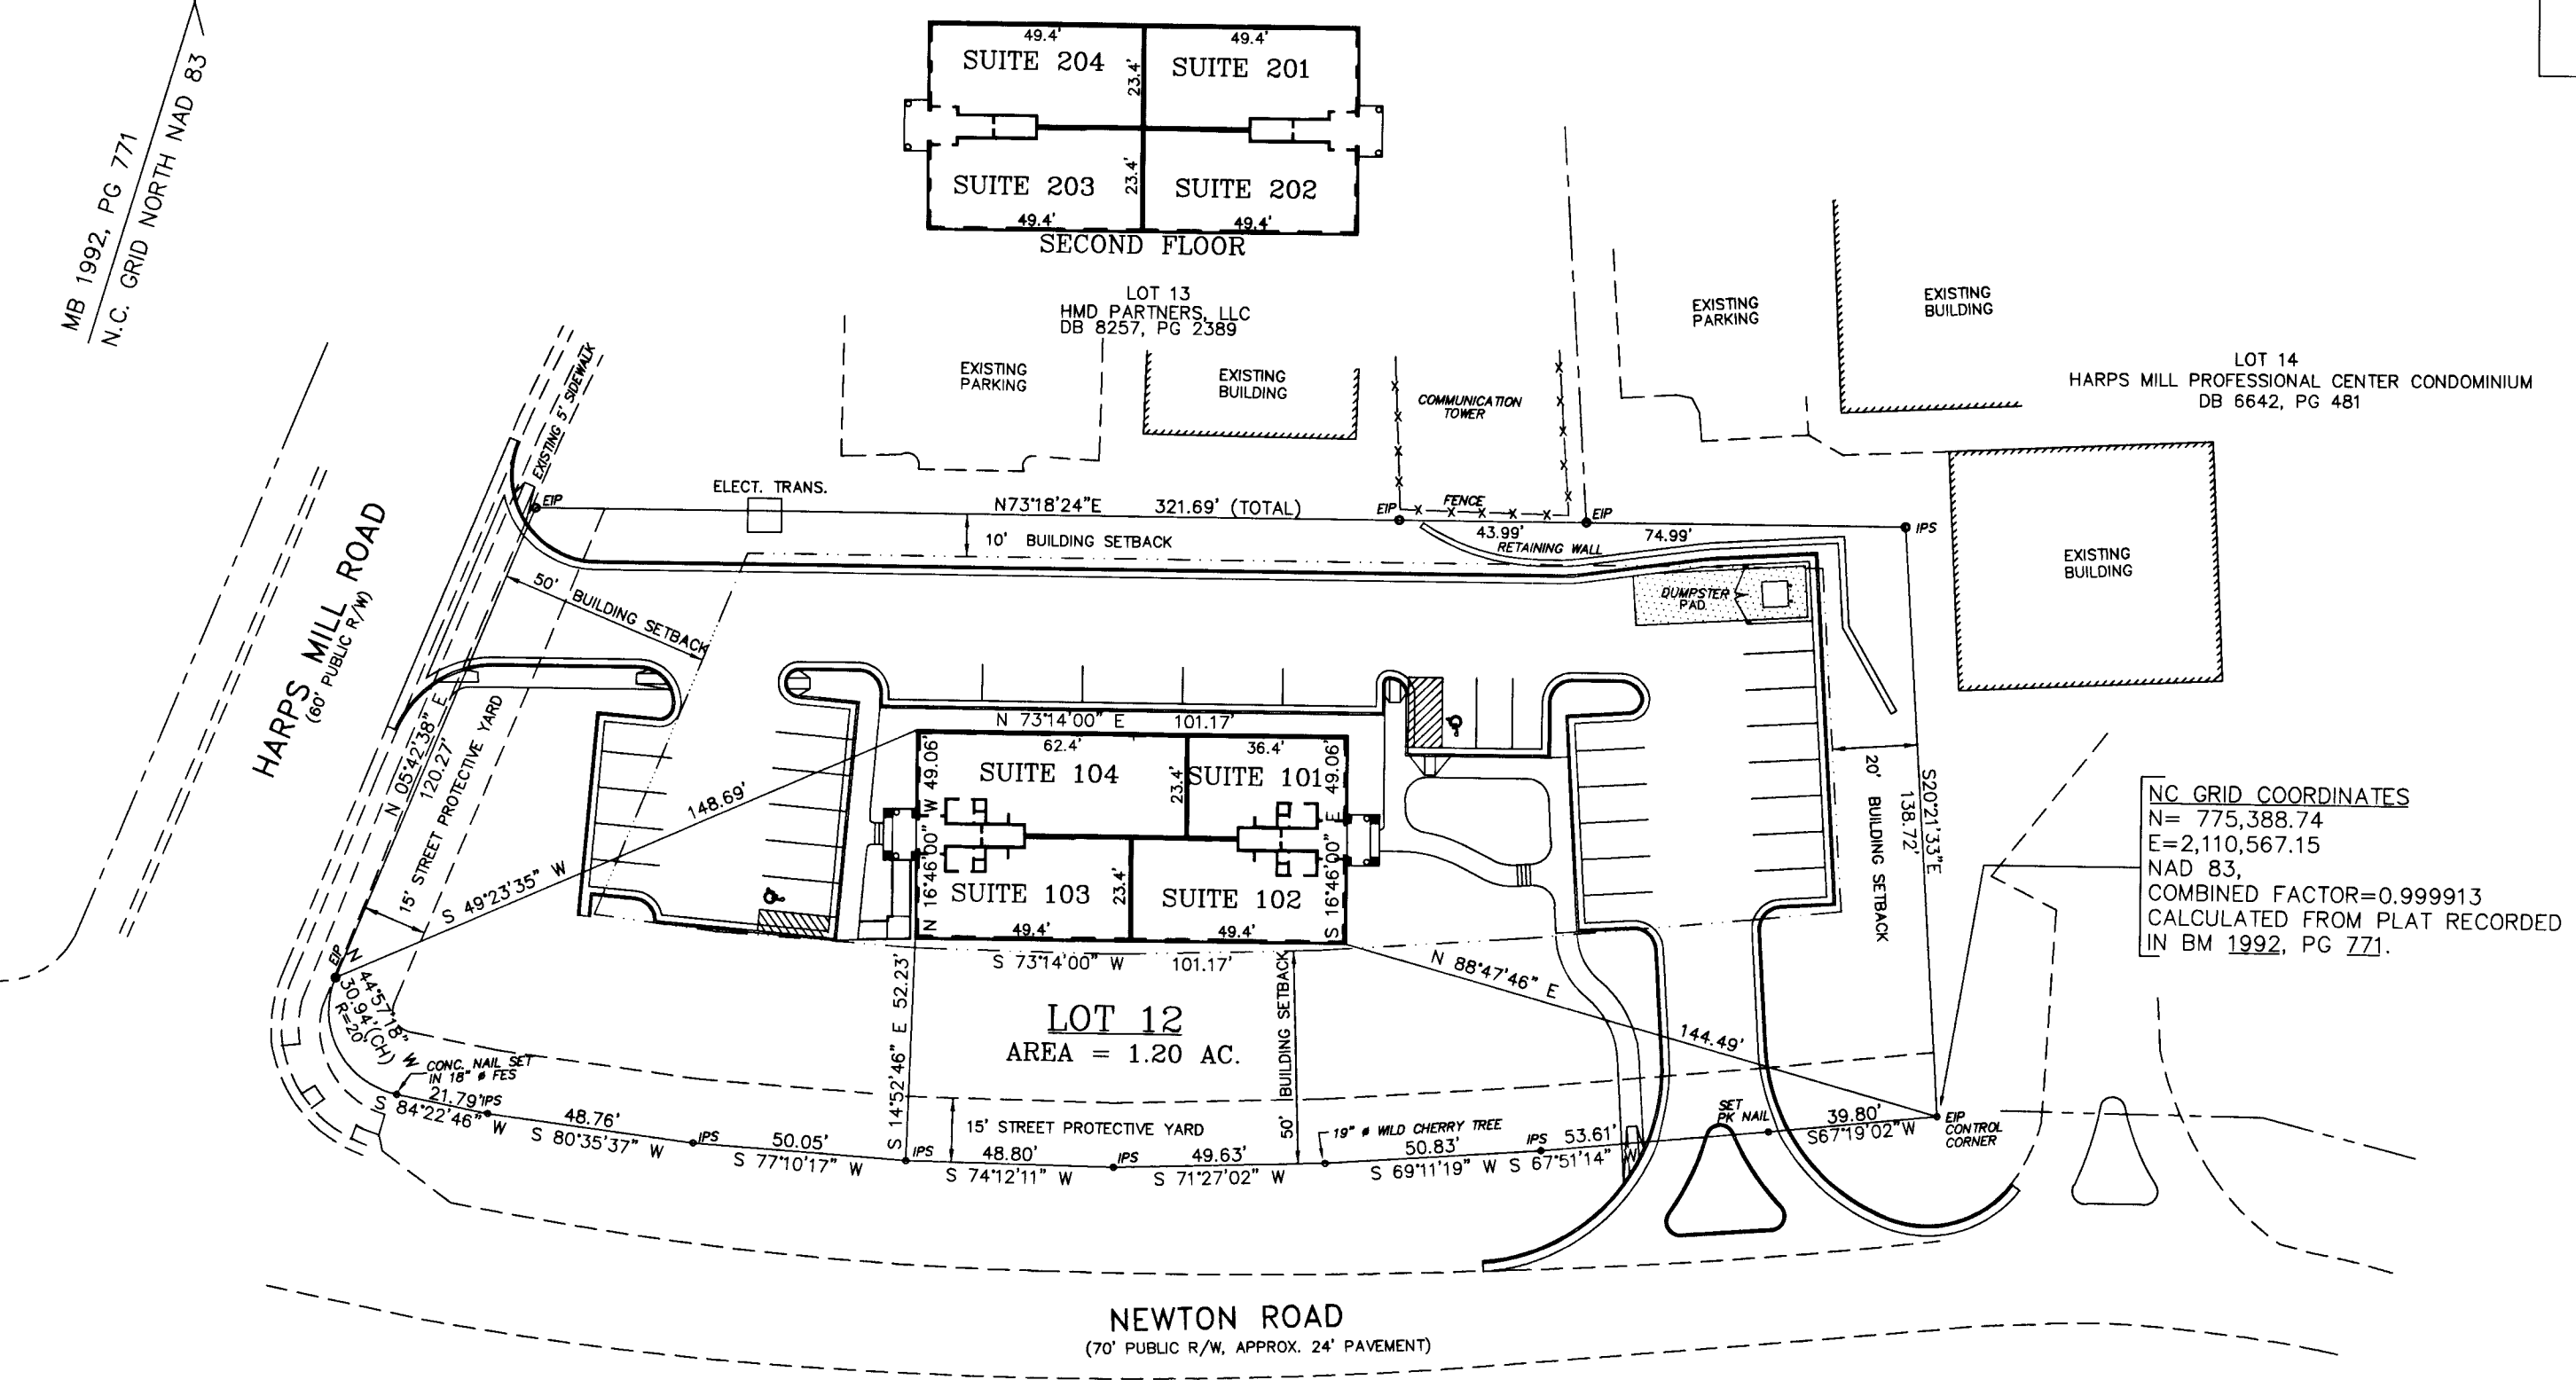 MB 1992, PG 771
N.C. GRID NORTH NAD 83
49.4'
49.4'
SUITE 204
SUITE 201
23.4'
23.4'
SUITE 203
SUITE 202
49.4'
49.4'
SECOND FLOOR
LOT 13
HMD PARTNERS, LLC
DB 8257, PG 2389
EXISTING
PARKING
EXISTING
BUILDING
COMMUNICATION
TOWER
EXISTING
PARKING
EXISTING
BUILDING
LOT 14
HARPS MILL PROFESSIONAL CENTER CONDOMINIUM
DB 6642, PG 481
EXISTING
BUILDING
EXISTING 5' SIDEWALK
HARPS MILL ROAD
(60' PUBLIC R/W)
EIP
ELECT. TRANS.
N73°18'24"E 321.69' (TOTAL)
EIP
FENCE
X X X X
EIP
IPS
43.99'
74.99'
RETAINING WALL
10' BUILDING SETBACK
50' BUILDING SETBACK
DUMPSTER
PAD.
N 05°42'38" E
120.27'
15' STREET PROTECTIVE YARD
N 73°14'00" E 101.17'
62.4'
36.4'
SUITE 104
SUITE 101
23.4'
N 16°46'00" W 49.06'
S 16°46'00" E 49.06'
148.69'
S 49°23'35" W
SUITE 103
SUITE 102
23.4'
49.4'
49.4'
S 73°14'00" W 101.17'
20' BUILDING SETBACK
S20°21'33"E
138.72'
NC GRID COORDINATES
N= 775,388.74
E=2,110,567.15
NAD 83,
COMBINED FACTOR=0.999913
CALCULATED FROM PLAT RECORDED
IN BM 1992, PG 771.
EIP
N 44°57'18" W
30.94'(CH)
R=20'
CONC. NAIL SET
IN 18" ø FES
LOT 12
AREA = 1.20 AC.
S 14°52'46" E 52.23'
50' BUILDING SETBACK
N 88°47'46" E
144.49'
15' STREET PROTECTIVE YARD
21.79'
IPS
S 84°22'46" W
48.76'
S 80°35'37" W
IPS
50.05'
S 77°10'17" W
IPS
48.80'
S 74°12'11" W
IPS
49.63'
S 71°27'02" W
19" ø WILD CHERRY TREE
50.83'
S 69°11'19" W
IPS
53.61'
S 67°51'14" W
SET
PK NAIL
39.80'
S67°19'02"W
EIP
CONTROL
CORNER
NEWTON ROAD
(70' PUBLIC R/W, APPROX. 24' PAVEMENT)